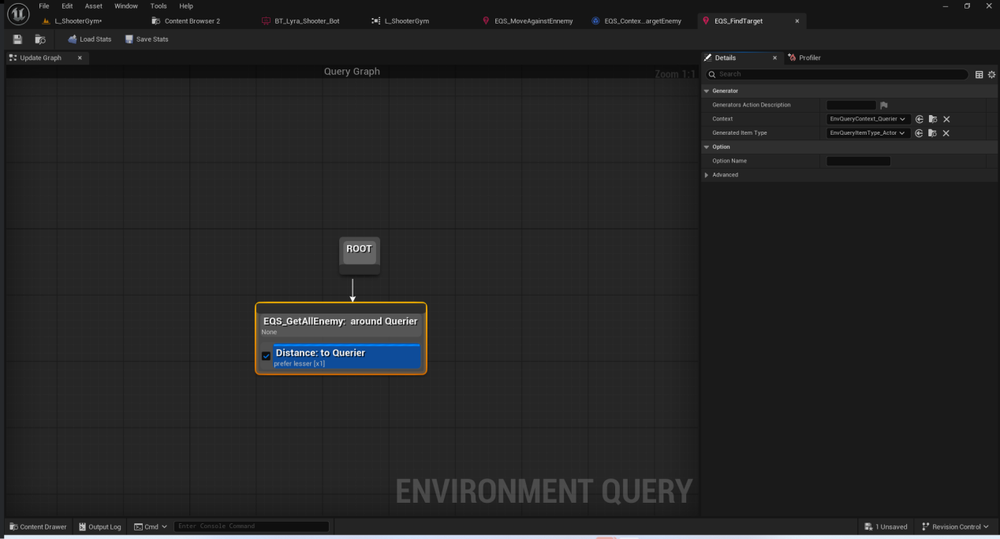 File Edit Asset Window Tools Help
L_ShooterGym* Content Browser 2 BT_Lyra_Shooter_Bot L_ShooterGym EQS_MoveAgainstEnnemy EQS_Contex...argetEnemy EQS_FindTarget
Load Stats Save Stats
Update Graph
Query Graph
Zoom 1:1
ROOT
EQS_GetAllEnemy: around Querier
None
Distance: to Querier
prefer lesser [x1]
ENVIRONMENT QUERY
Details Profiler
Search
Generator
Generators Action Description
Context EnvQueryContext_Querier
Generated Item Type EnvQueryItemType_Actor
Option
Option Name
Advanced
Content Drawer Output Log Cmd Enter Console Command 1 Unsaved Revision Control